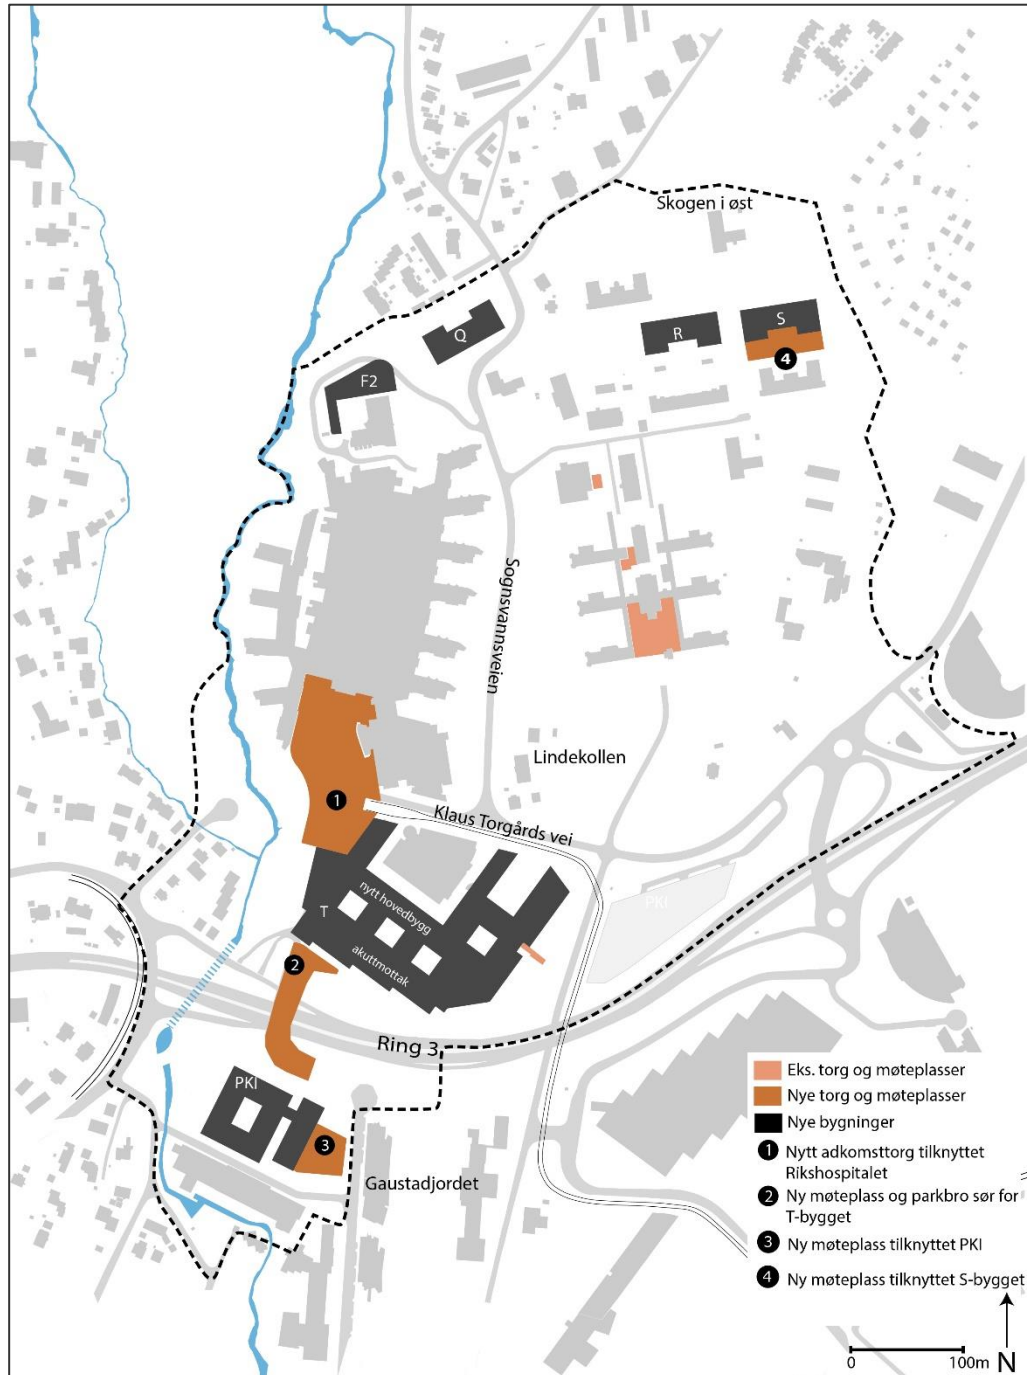 Skogen i øst
Q
R
S
4
F2
Sognsvannsveien
Lindekollen
1
Klaus Torgårds vei
nytt hovedbygg
T
akuttmottak
PKI
2
Ring 3
PKI
3
Gaustadjordet
Eks. torg og møteplasser
Nye torg og møteplasser
Nye bygninger
1 Nytt adkomsttorg tilknyttet
Rikshospitalet
2 Ny møteplass og parkbro sør for
T-bygget
3 Ny møteplass tilknyttet PKI
4 Ny møteplass tilknyttet S-bygget
0 100m N